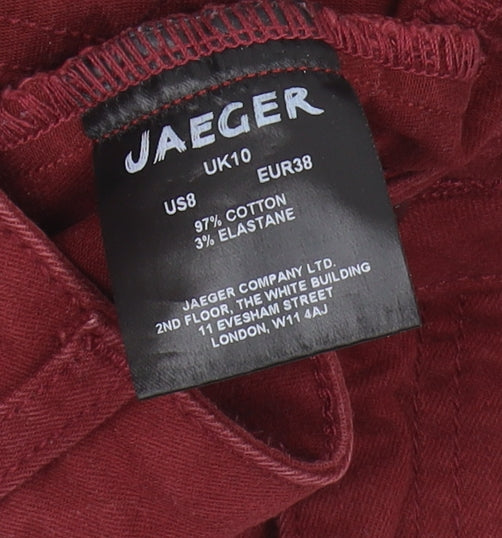 JAEGER
UK10
US8 EUR38
97% COTTON
3% ELASTANE
JAEGER COMPANY LTD.
2ND FLOOR, THE WHITE BUILDING
11 EVESHAM STREET
LONDON, W11 4AJ